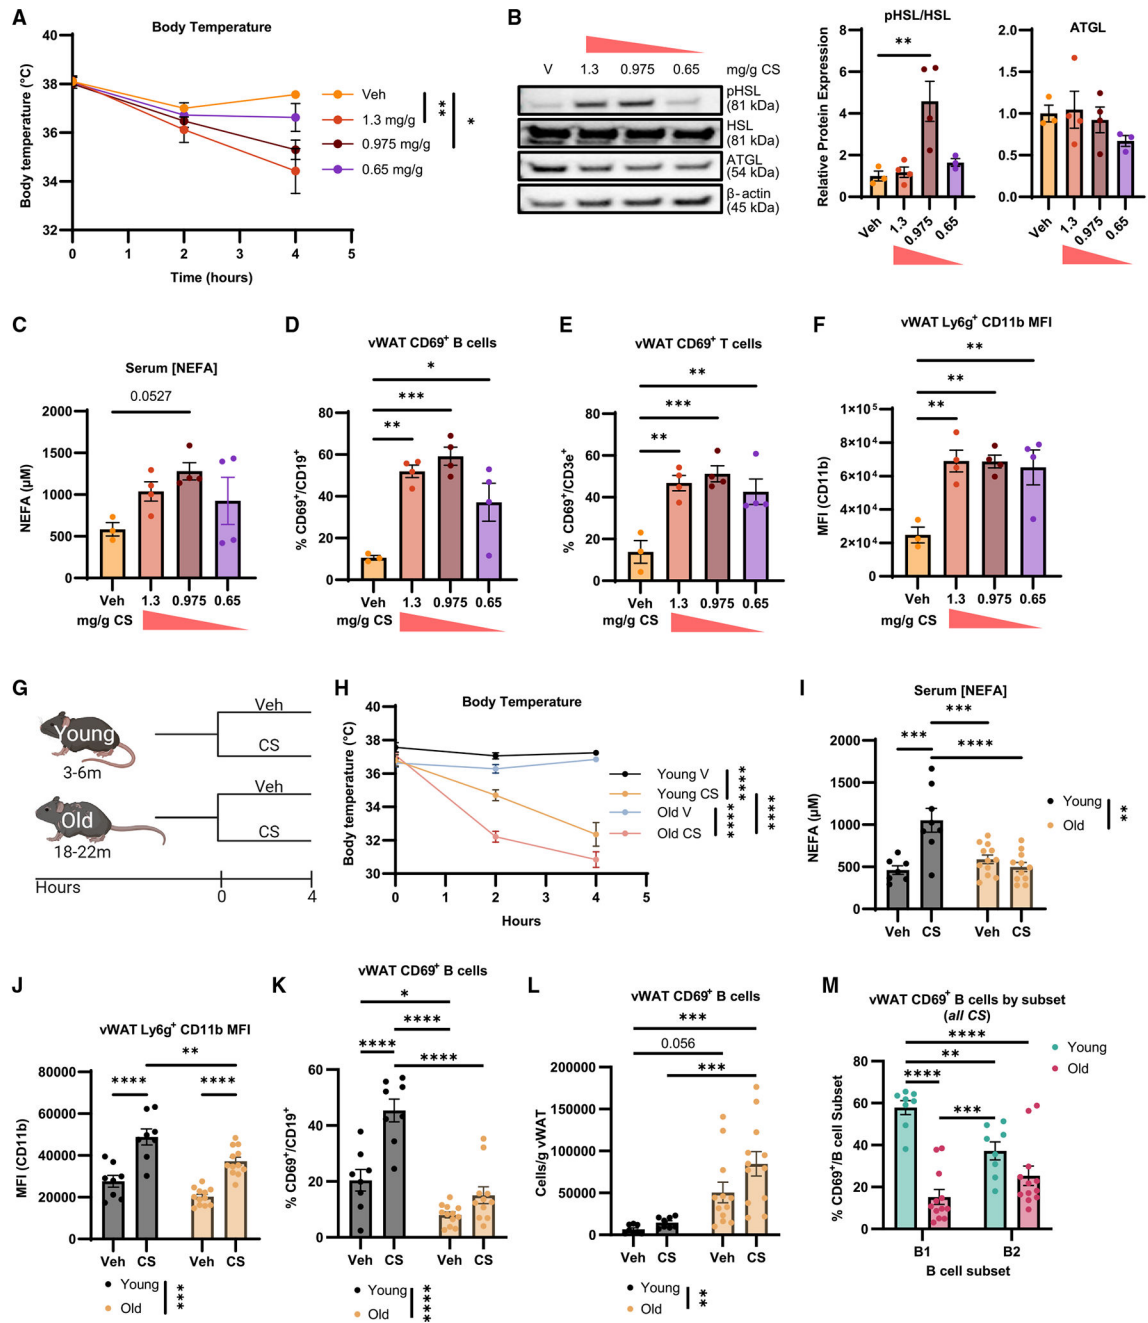 A
Body Temperature
Body temperature (°C)
40
38
36
34
32
0
1
2
3
4
5
Time (hours)
Veh
1.3 mg/g
0.975 mg/g
0.65 mg/g
**
*
B
V
1.3
0.975
0.65
mg/g CS
pHSL
(81 kDa)
HSL
(81 kDa)
ATGL
(54 kDa)
β-actin
(45 kDa)
pHSL/HSL
Relative Protein Expression
8
6
4
2
0
**
Veh
1.3
0.975
0.65
ATGL
2.0
1.5
1.0
0.5
0.0
Veh
1.3
0.975
0.65
C
Serum [NEFA]
0.0527
NEFA (μM)
2000
1500
1000
500
0
Veh
1.3
0.975
0.65
mg/g CS
D
vWAT CD69+ B cells
*
***
**
% CD69+/CD19+
80
60
40
20
0
Veh
1.3
0.975
0.65
mg/g CS
E
vWAT CD69+ T cells
**
***
**
% CD69+/CD3e+
80
60
40
20
0
Veh
1.3
0.975
0.65
mg/g CS
F
vWAT Ly6g+ CD11b MFI
**
**
**
MFI (CD11b)
1×10⁵
8×10⁴
6×10⁴
4×10⁴
2×10⁴
0
Veh
1.3
0.975
0.65
mg/g CS
G
Young
3-6m
Veh
CS
Old
18-22m
Veh
CS
Hours
0
4
H
Body Temperature
Body temperature (°C)
40
38
36
34
32
30
0
1
2
3
4
5
Hours
Young V
Young CS
Old V
Old CS
****
****
****
I
Serum [NEFA]
***
***
****
NEFA (μM)
2000
1500
1000
500
0
Veh
CS
Veh
CS
Young
Old
**
J
vWAT Ly6g+ CD11b MFI
**
****
****
MFI (CD11b)
80000
60000
40000
20000
0
Veh
CS
Veh
CS
Young
Old
***
K
vWAT CD69+ B cells
*
****
****
****
% CD69+/CD19+
60
40
20
0
Veh
CS
Veh
CS
Young
Old
****
L
vWAT CD69+ B cells
***
0.056
***
Cells/g vWAT
200000
150000
100000
50000
0
Veh
CS
Veh
CS
Young
Old
**
M
vWAT CD69+ B cells by subset
(all CS)
****
**
****
***
% CD69+/B cell Subset
80
60
40
20
0
B1
B2
B cell subset
Young
Old